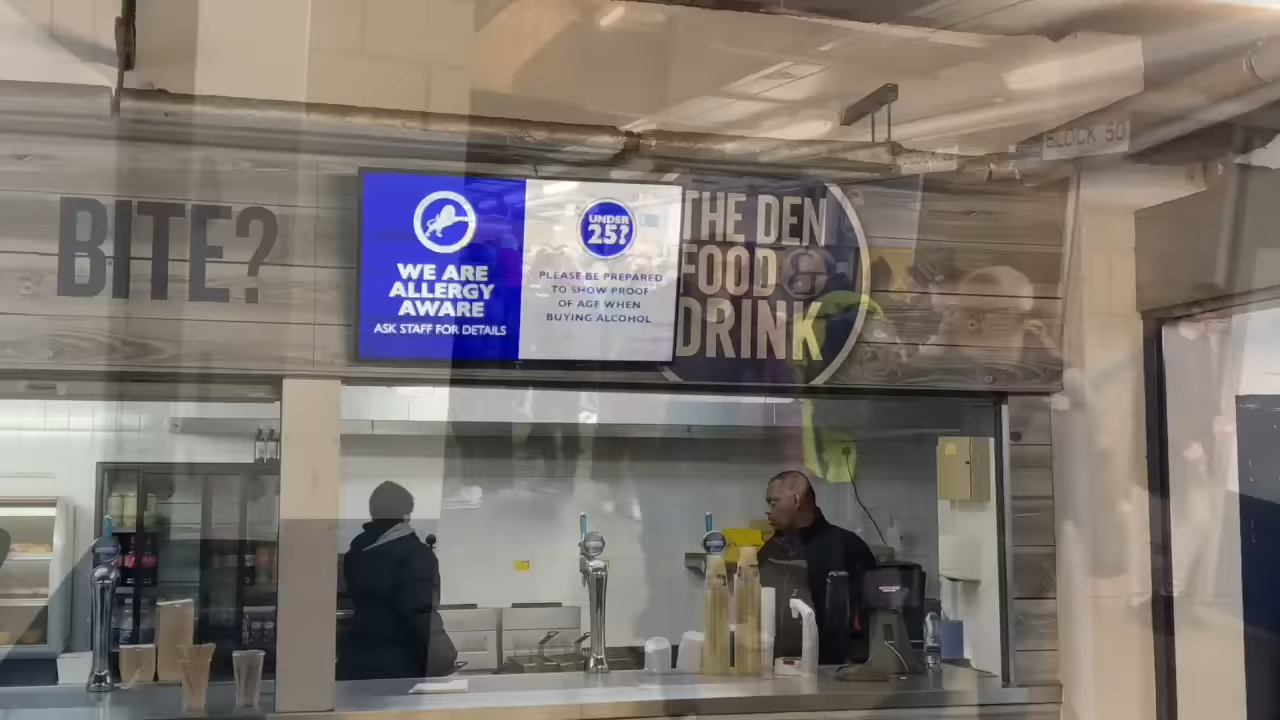 BLOCK 50
BITE?
WE ARE
ALLERGY
AWARE
ASK STAFF FOR DETAILS
UNDER
25?
PLEASE BE PREPARED
TO SHOW PROOF
OF AGE WHEN
BUYING ALCOHOL
THE DEN
FOOD &
DRINK